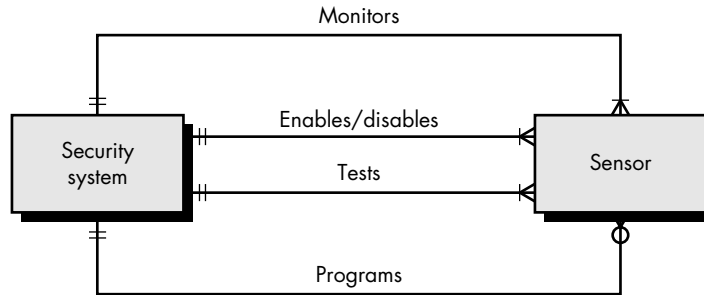 Monitors
Enables/disables
Security
system
Sensor
Tests
Programs